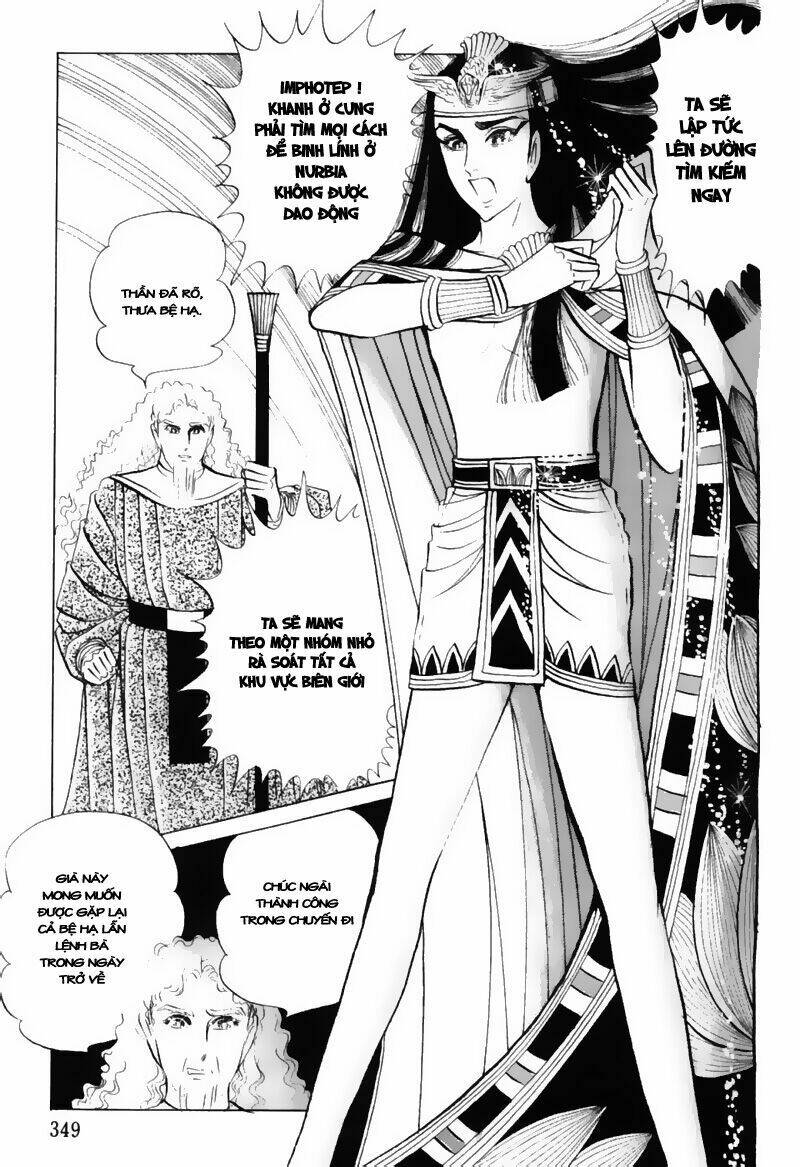 TA SẼ
LẬP TỨC
LÊN ĐƯỜNG
TÌM KIẾM
NGAY
IMPHOTEP !
KHANH Ở CUNG
PHẢI TÌM MỌI CÁCH
ĐỂ BINH LÍNH Ở
NURBIA
KHÔNG ĐƯỢC
DAO ĐỘNG
THẦN ĐÃ RỐ,
THƯA BỆ HẠ.
TA SẼ MANG
THEO MỘT NHÓM NHỎ
RÀ SOÁT TẤT CẢ
KHU VỰC BIÊN GIỚI
CHÚC NGÀI
THÀNH CÔNG
TRONG CHUYẾN ĐI
GIÀ NÀY
MONG MUỐN
ĐƯỢC GẶP LẠI
CẢ BỆ HẠ LẪN
LỆNH BÀ
TRONG NGÀY
TRỞ VỀ
349